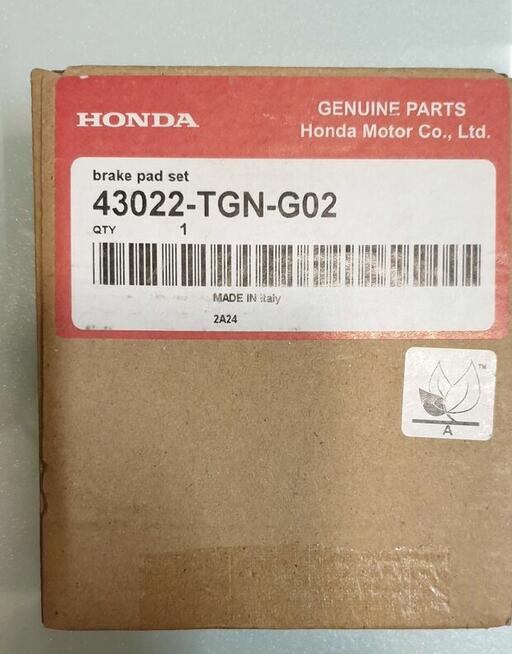 HONDA
GENUINE PARTS
Honda Motor Co., Ltd.
brake pad set
43022-TGN-G02
QTY 1
MADE IN Italy
2A24
TM
A